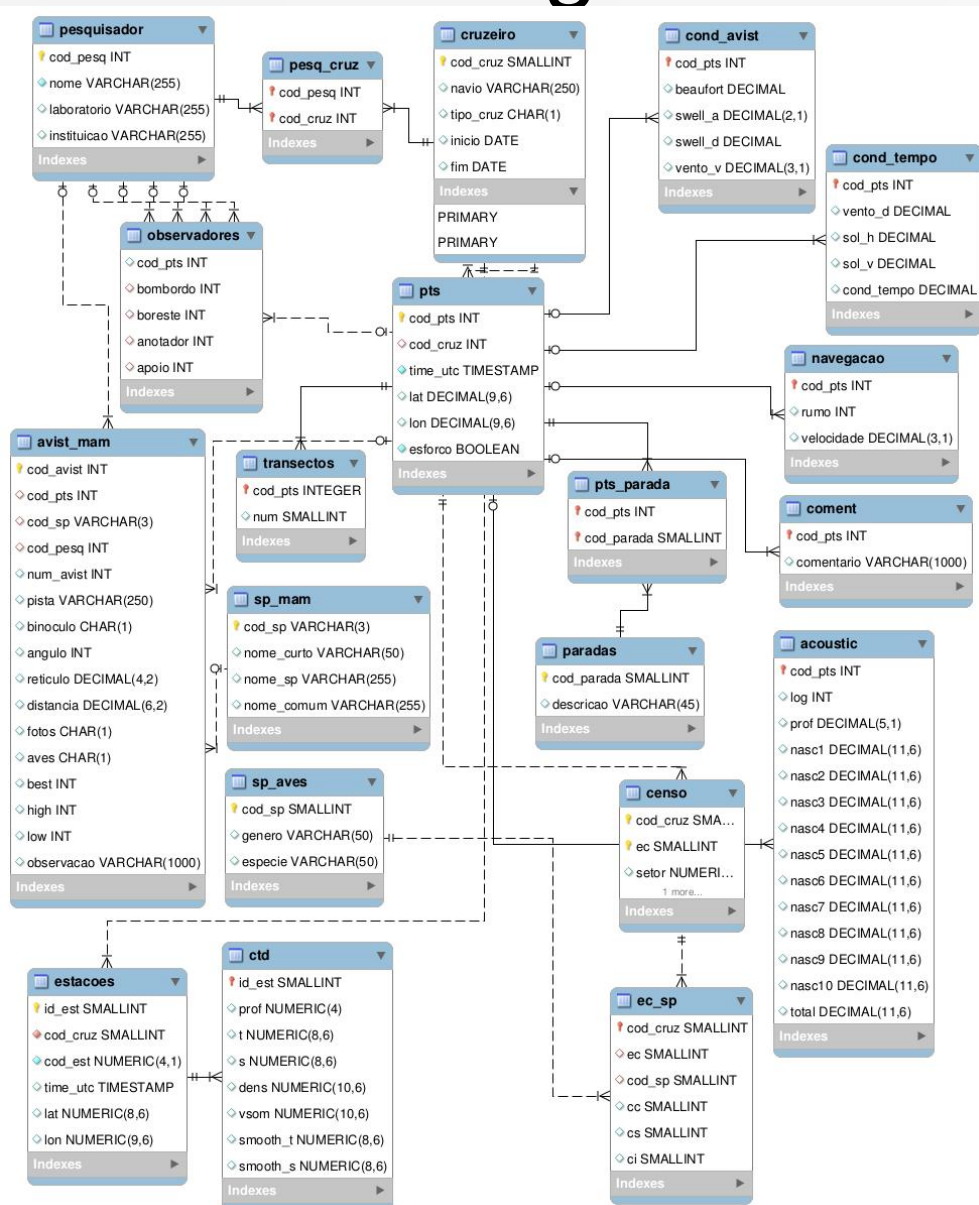 pesquisador
cod_pesq INT
nome VARCHAR(255)
laboratorio VARCHAR(255)
instituicao VARCHAR(255)
Indexes
pesq_cruz
cod_pesq INT
cod_cruz INT
Indexes
cruzeiro
cod_cruz SMALLINT
navio VARCHAR(250)
tipo_cruz CHAR(1)
inicio DATE
fim DATE
Indexes
PRIMARY
PRIMARY
cond_avist
cod_pts INT
beaufort DECIMAL
swell_a DECIMAL(2,1)
swell_d DECIMAL
vento_v DECIMAL(3,1)
Indexes
cond_tempo
cod_pts INT
vento_d DECIMAL
sol_h DECIMAL
sol_v DECIMAL
cond_tempo DECIMAL
Indexes
observadores
cod_pts INT
bombordo INT
boreste INT
anotador INT
apoio INT
Indexes
pts
cod_pts INT
cod_cruz INT
time_utc TIMESTAMP
lat DECIMAL(9,6)
lon DECIMAL(9,6)
esforco BOOLEAN
Indexes
navegacao
cod_pts INT
rumo INT
velocidade DECIMAL(3,1)
Indexes
avist_mam
cod_avist INT
cod_pts INT
cod_sp VARCHAR(3)
cod_pesq INT
num_avist INT
pista VARCHAR(250)
binoculo CHAR(1)
angulo INT
reticulo DECIMAL(4,2)
distancia DECIMAL(6,2)
fotos CHAR(1)
aves CHAR(1)
best INT
high INT
low INT
observacao VARCHAR(1000)
Indexes
transectos
cod_pts INTEGER
num SMALLINT
Indexes
pts_parada
cod_pts INT
cod_parada SMALLINT
Indexes
coment
cod_pts INT
comentario VARCHAR(1000)
Indexes
sp_mam
cod_sp VARCHAR(3)
nome_curto VARCHAR(50)
nome_sp VARCHAR(255)
nome_comum VARCHAR(255)
Indexes
paradas
cod_parada SMALLINT
descricao VARCHAR(45)
Indexes
acoustic
cod_pts INT
log INT
prof DECIMAL(5,1)
nasc1 DECIMAL(11,6)
nasc2 DECIMAL(11,6)
nasc3 DECIMAL(11,6)
nasc4 DECIMAL(11,6)
nasc5 DECIMAL(11,6)
nasc6 DECIMAL(11,6)
nasc7 DECIMAL(11,6)
nasc8 DECIMAL(11,6)
nasc9 DECIMAL(11,6)
nasc10 DECIMAL(11,6)
total DECIMAL(11,6)
Indexes
sp_aves
cod_sp SMALLINT
genero VARCHAR(50)
especie VARCHAR(50)
Indexes
censo
cod_cruz SMA...
ec SMALLINT
setor NUMERI...
1 more...
Indexes
estacoes
id_est SMALLINT
cod_cruz SMALLINT
cod_est NUMERIC(4,1)
time_utc TIMESTAMP
lat NUMERIC(8,6)
lon NUMERIC(9,6)
Indexes
ctd
id_est SMALLINT
prof NUMERIC(4)
t NUMERIC(8,6)
s NUMERIC(8,6)
dens NUMERIC(10,6)
vsom NUMERIC(10,6)
smooth_t NUMERIC(8,6)
smooth_s NUMERIC(8,6)
Indexes
ec_sp
cod_cruz SMALLINT
ec SMALLINT
cod_sp SMALLINT
cc SMALLINT
cs SMALLINT
ci SMALLINT
Indexes